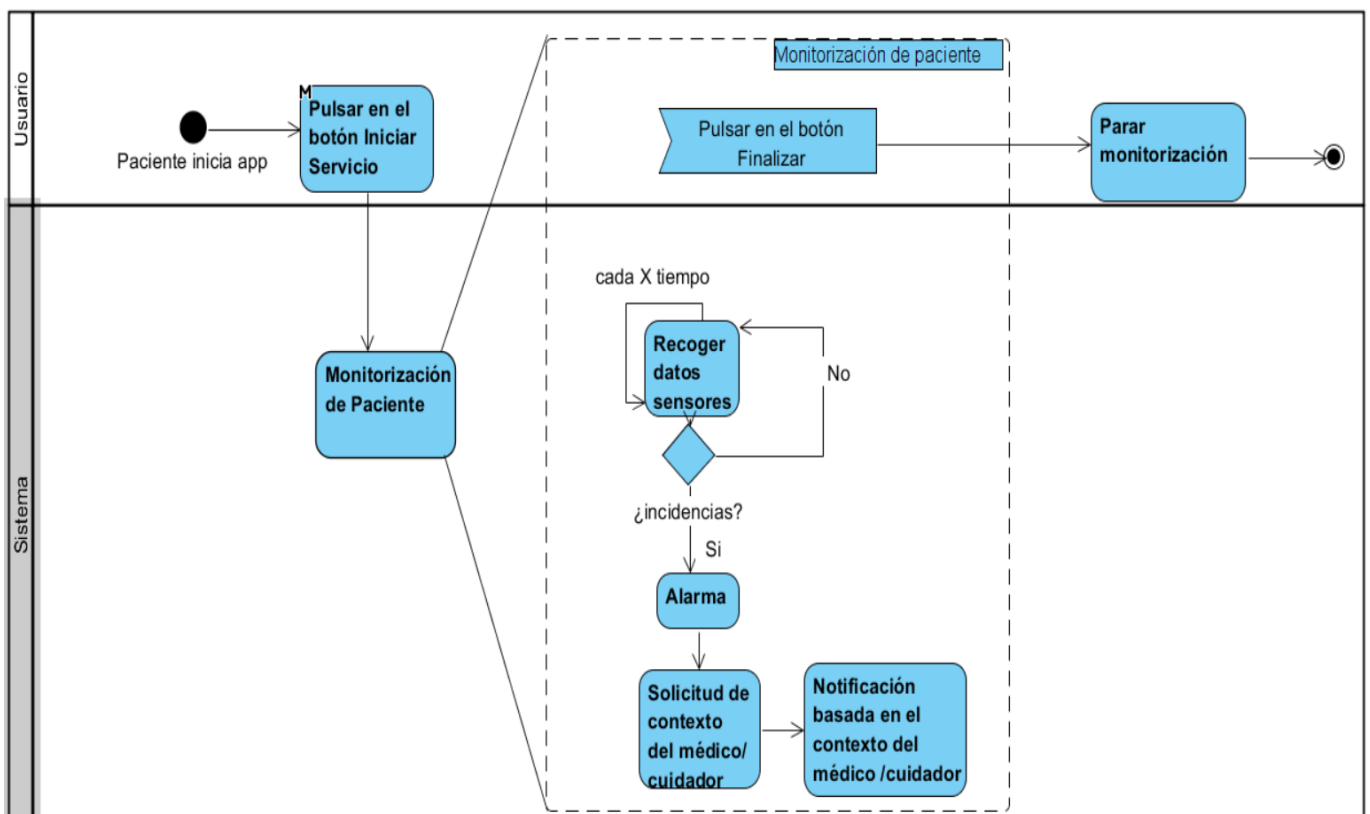 Usuario
Paciente inicia app
M
Pulsar en el
botón Iniciar
Servicio
Monitorización de paciente
Pulsar en el botón
Finalizar
Parar
monitorización
Sistema
Monitorización
de Paciente
cada X tiempo
Recoger
datos
sensores
No
¿incidencias?
Si
Alarma
Solicitud de
contexto
del médico/
cuidador
Notificación
basada en el
contexto del
médico /cuidador